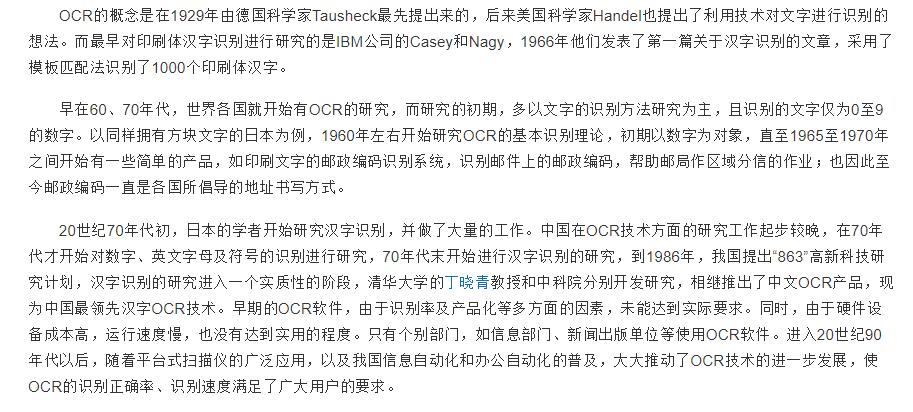 OCR的概念是在1929年由德国科学家Tausheck最先提出来的，后来美国科学家Handel也提出了利用技术对文字进行识别的
想法。而最早对印刷体汉字识别进行研究的是IBM公司的Casey和Nagy，1966年他们发表了第一篇关于汉字识别的文章，采用了
模板匹配法识别了1000个印刷体汉字。
早在60、70年代，世界各国就开始有OCR的研究，而研究的初期，多以文字的识别方法研究为主，且识别的文字仅为0至9
的数字。以同样拥有方块文字的日本为例，1960年左右开始研究OCR的基本识别理论，初期以数字为对象，直至1965至1970年
之间开始有一些简单的产品，如印刷文字的邮政编码识别系统，识别邮件上的邮政编码，帮助邮局作区域分信的作业；也因此至
今邮政编码一直是各国所倡导的地址书写方式。
20世纪70年代初，日本的学者开始研究汉字识别，并做了大量的工作。中国在OCR技术方面的研究工作起步较晚，在70年
代才开始对数字、英文字母及符号的识别进行研究，70年代末开始进行汉字识别的研究，到1986年，我国提出“863”高新科技研
究计划，汉字识别的研究进入一个实质性的阶段，清华大学的丁晓青教授和中科院分别开发研究，相继推出了中文OCR产品，现
为中国最领先汉字OCR技术。早期的OCR软件，由于识别率及产品化等多方面的因素，未能达到实际要求。同时，由于硬件设
备成本高，运行速度慢，也没有达到实用的程度。只有个别部门，如信息部门、新闻出版单位等使用OCR软件。进入20世纪90
年代以后，随着平台式扫描仪的广泛应用，以及我国信息自动化和办公自动化的普及，大大推动了OCR技术的进一步发展，使
OCR的识别正确率、识别速度满足了广大用户的要求。